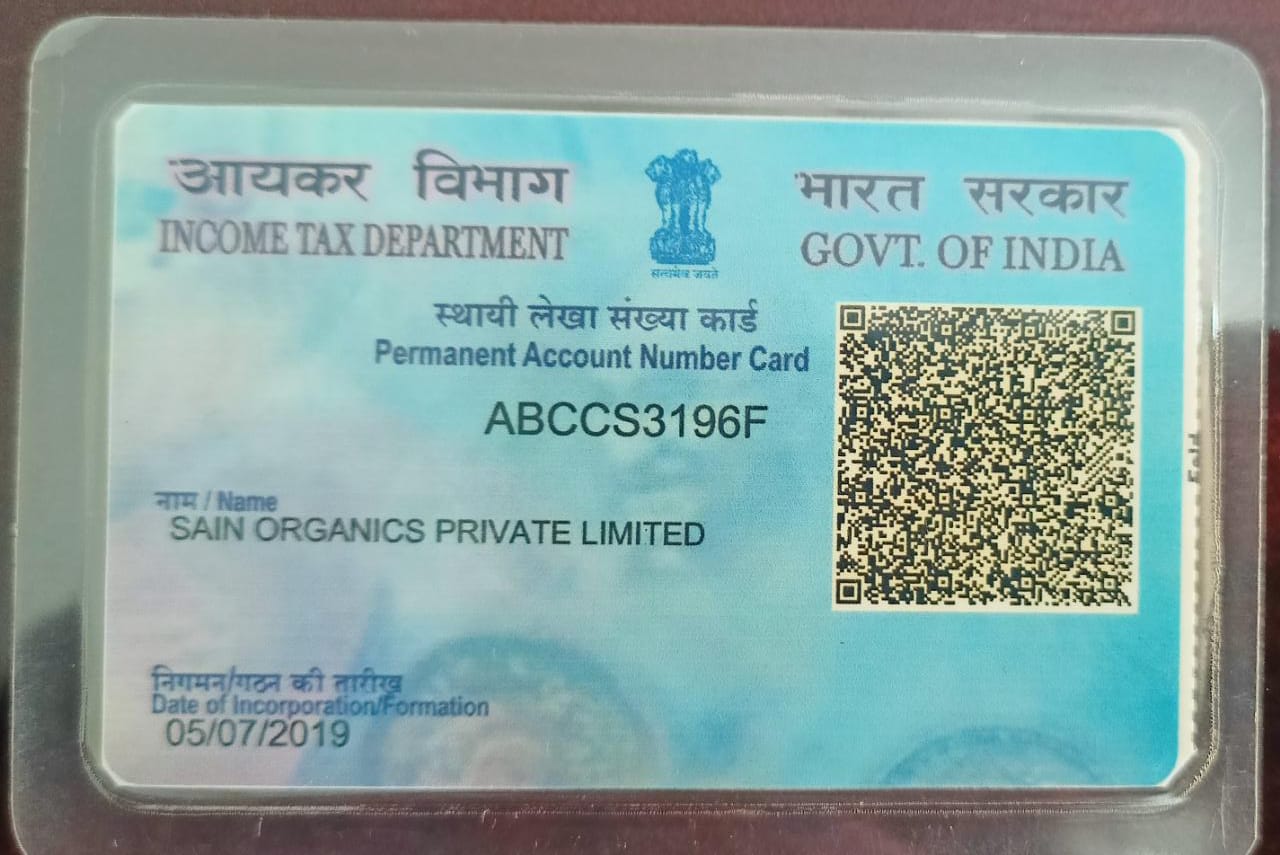 आयकर विभाग
INCOME TAX DEPARTMENT
सत्यमेव जयते
भारत सरकार
GOVT. OF INDIA
स्थायी लेखा संख्या कार्ड
Permanent Account Number Card
ABCCS3196F
नाम / Name
SAIN ORGANICS PRIVATE LIMITED
निगमन/गठन की तारीख
Date of Incorporation/Formation
05/07/2019